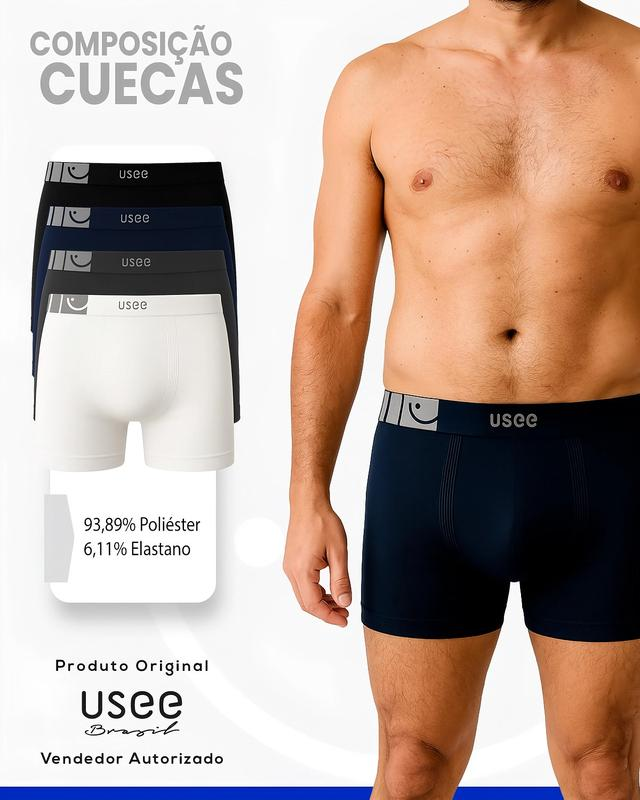 COMPOSIÇÃO
CUECAS
usee
usee
usee
usee
usee
93,89% Poliéster
6,11% Elastano
Produto Original
usee
Brasil
Vendedor Autorizado